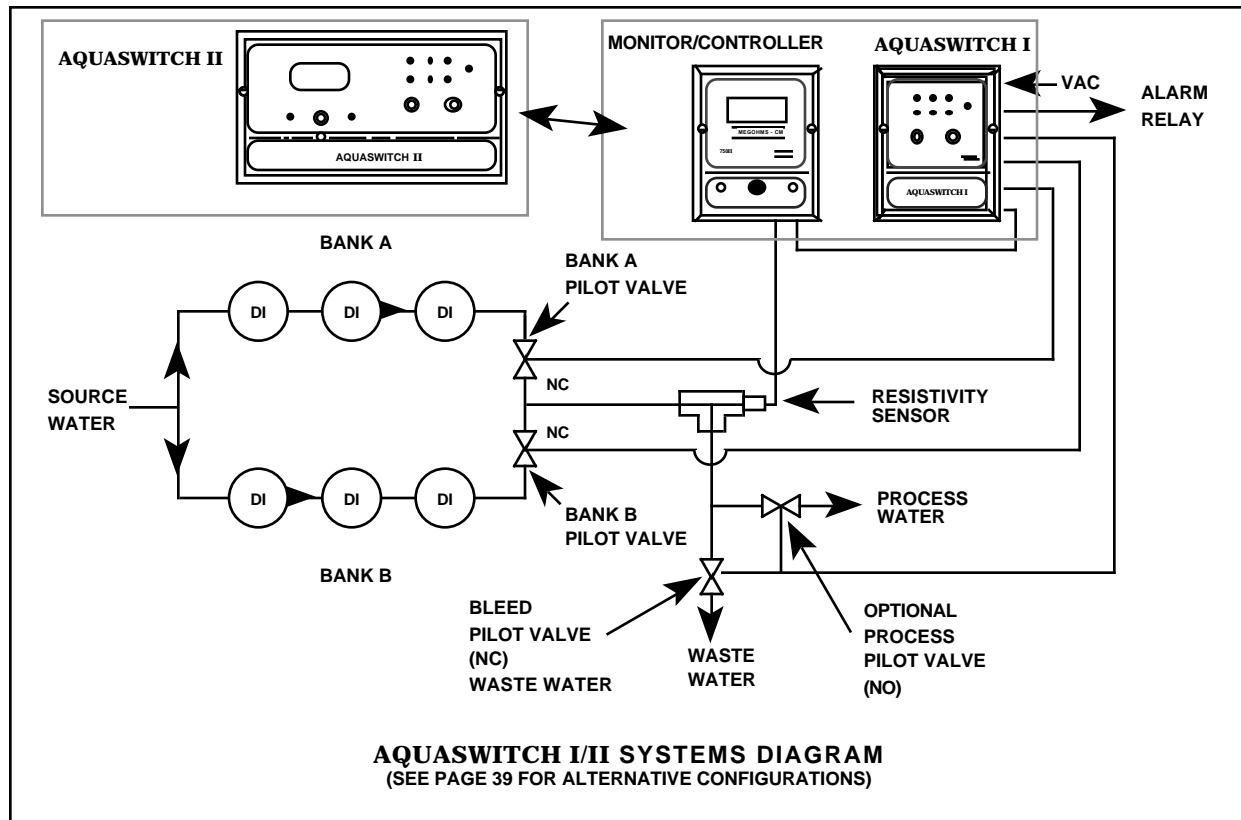 AQUASWITCH II
AQUASWITCH II
MONITOR/CONTROLLER
MEGOHMS - CM
750II
AQUASWITCH I
AQUASWITCH I
VAC
ALARM
RELAY
BANK A
BANK A
PILOT VALVE
DI
DI
DI
NC
SOURCE
WATER
RESISTIVITY
SENSOR
NC
DI
DI
DI
BANK B
PILOT VALVE
PROCESS
WATER
BANK B
BLEED
PILOT VALVE
(NC)
WASTE WATER
WASTE
WATER
OPTIONAL
PROCESS
PILOT VALVE
(NO)
AQUASWITCH I/II SYSTEMS DIAGRAM
(SEE PAGE 39 FOR ALTERNATIVE CONFIGURATIONS)